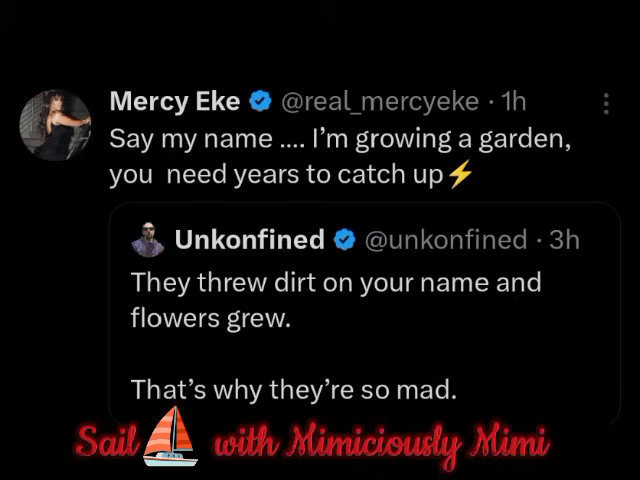 Mercy Eke @real_mercyeke · 1h
Say my name .... I'm growing a garden,
you need years to catch up⚡
Unkonfined @unkonfined · 3h
They threw dirt on your name and
flowers grew.
That's why they're so mad.
Sail with Mimiciously Mimi